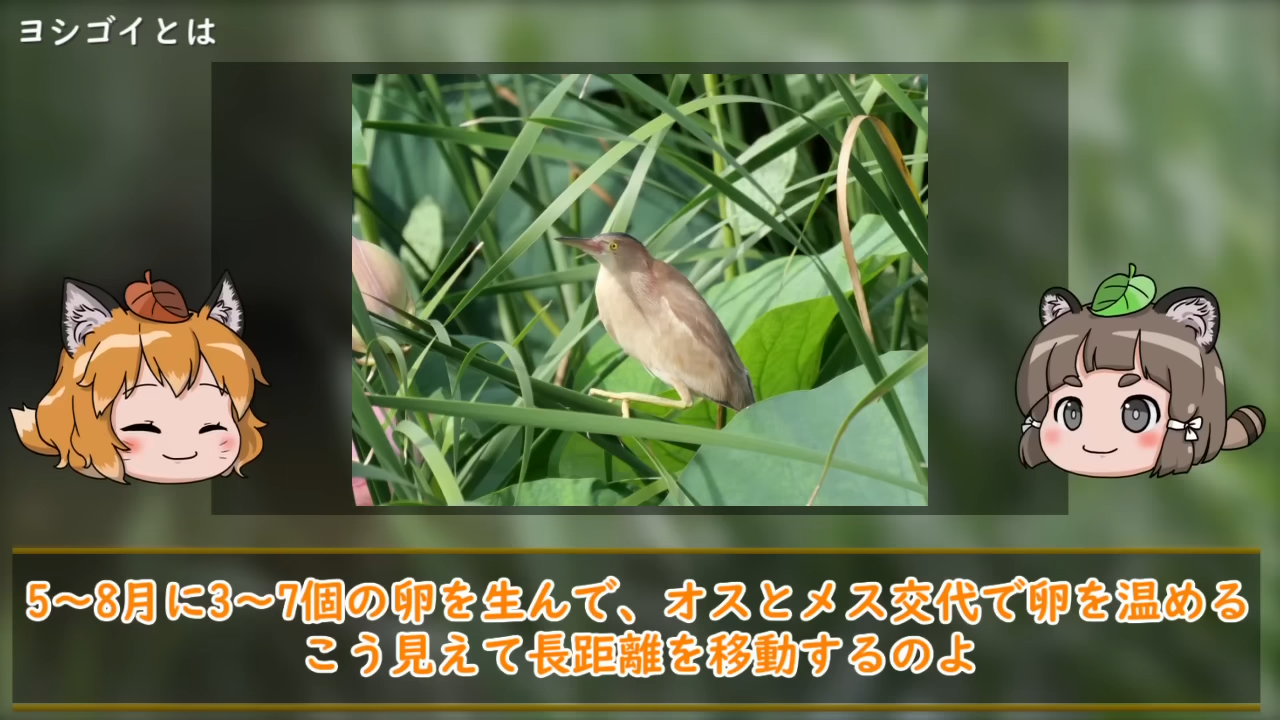 ヨシゴイとは
5～8月に3～7個の卵を生んで、オスとメス交代で卵を温める
こう見えて長距離を移動するのよ